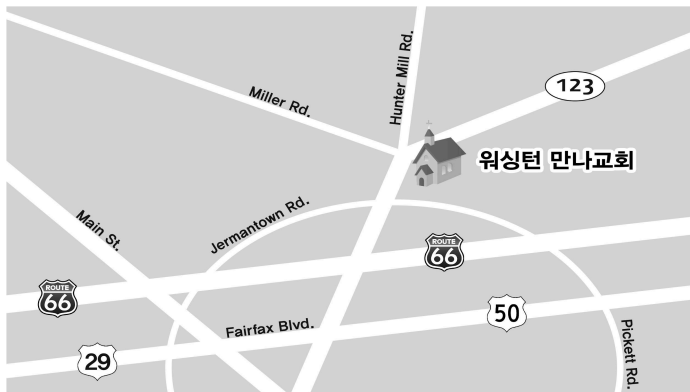 Hunter Mill Rd.
Miller Rd.
123
워싱턴 만나교회
Main St.
Jermantown Rd.
ROUTE
66
ROUTE
66
Fairfax Blvd.
50
29
Pickett Rd.